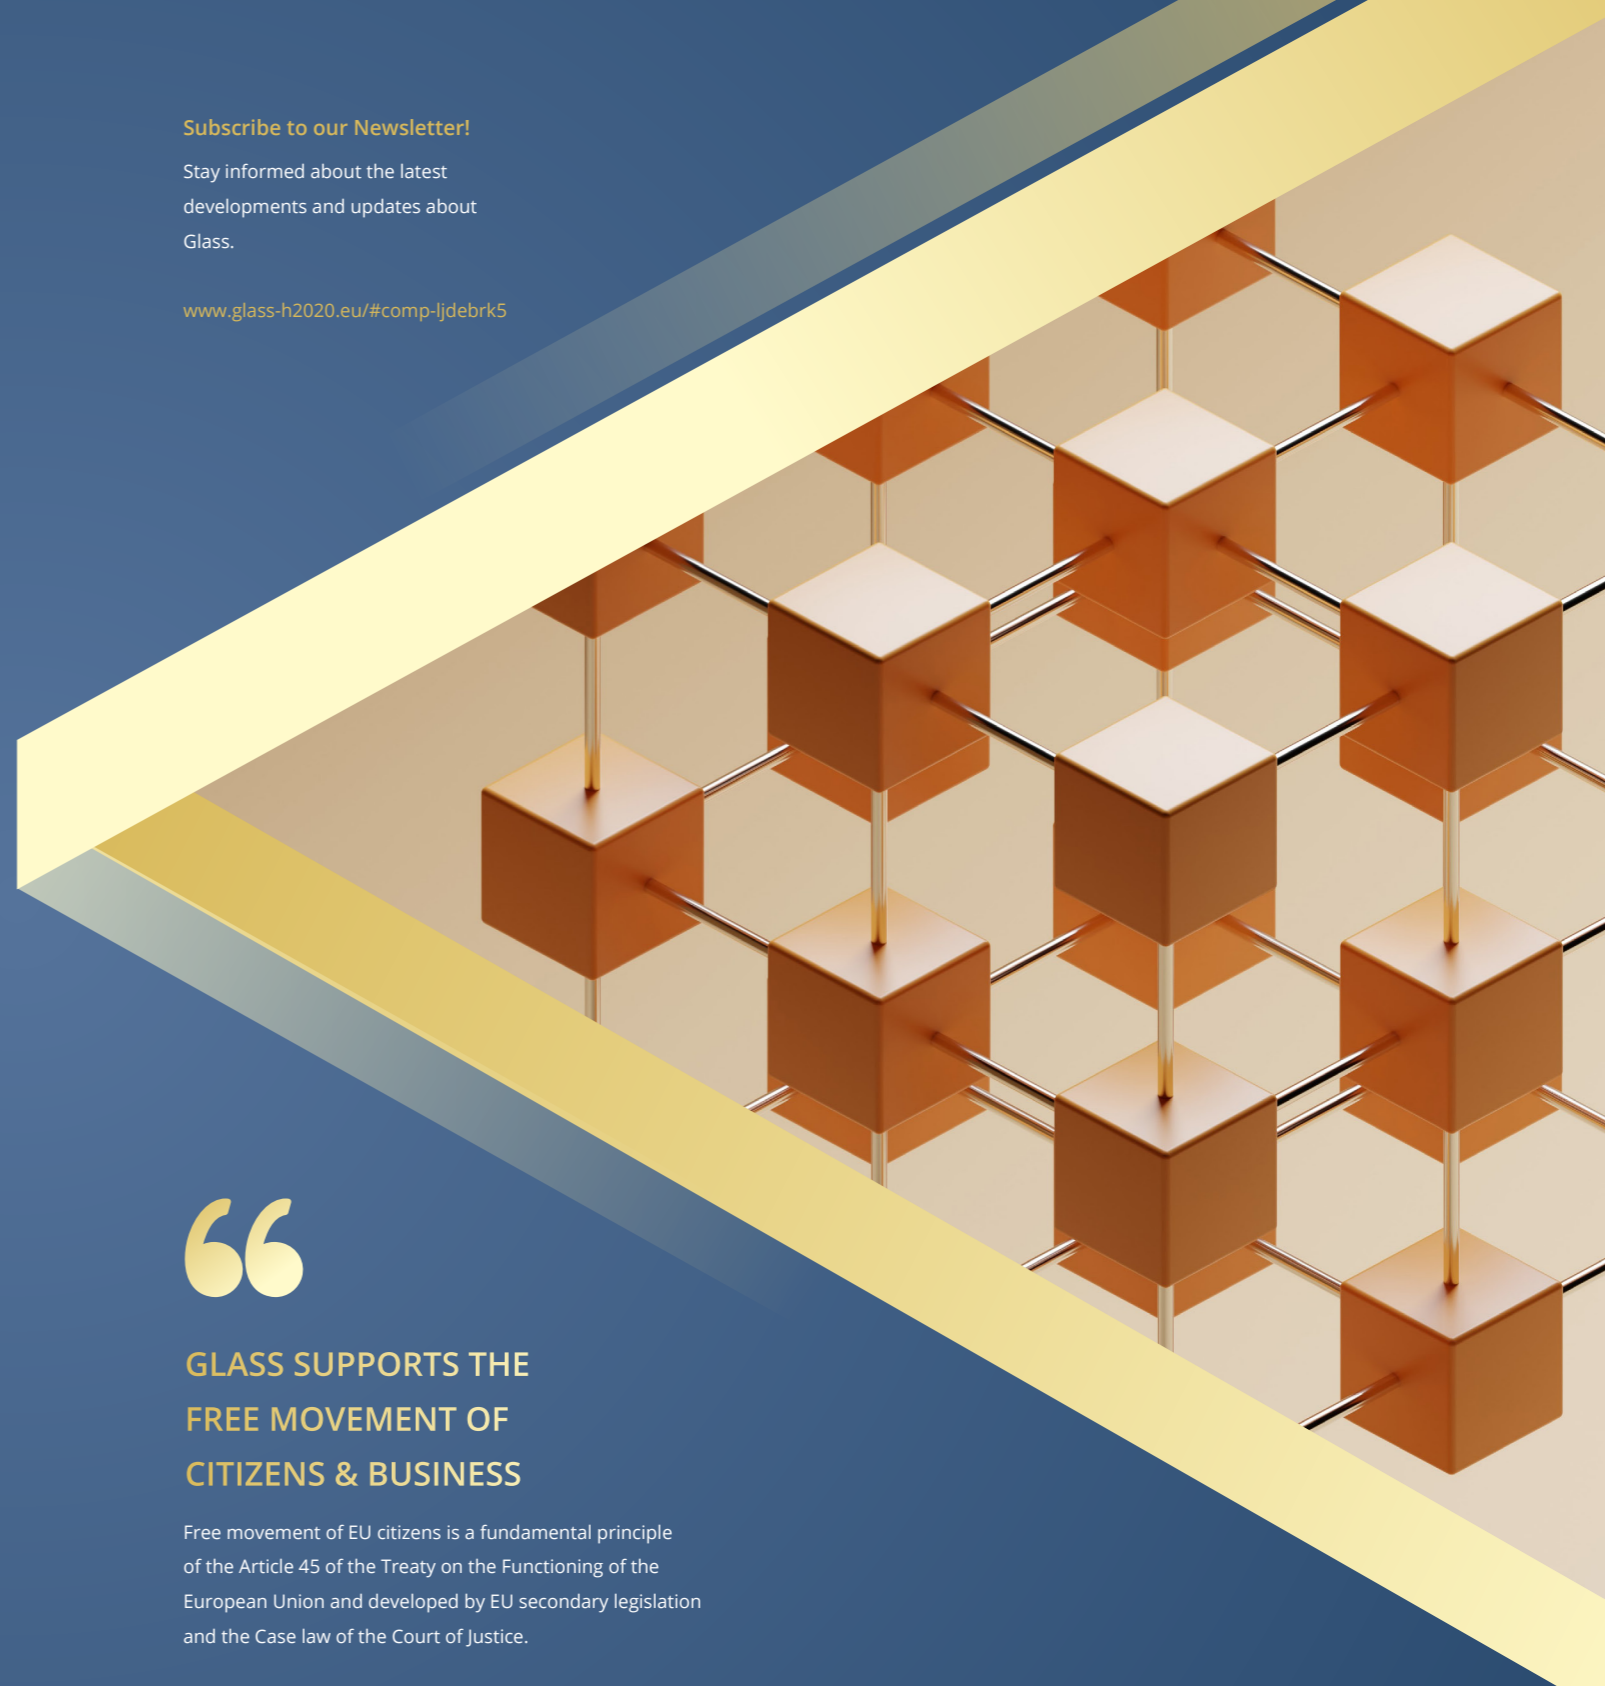 Subscribe to our Newsletter!
Stay informed about the latest
developments and updates about
Glass.
www.glass-h2020.eu/#comp-ljdebrk5
“
GLASS SUPPORTS THE
FREE MOVEMENT OF
CITIZENS & BUSINESS
Free movement of EU citizens is a fundamental principle
of the Article 45 of the Treaty on the Functioning of the
European Union and developed by EU secondary legislation
and the Case law of the Court of Justice.